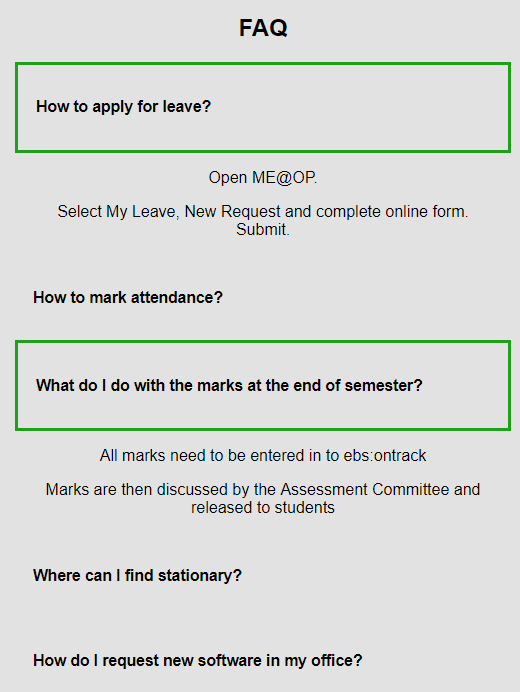 FAQ
How to apply for leave?
Open ME@OP.
Select My Leave, New Request and complete online form.
Submit.
How to mark attendance?
What do I do with the marks at the end of semester?
All marks need to be entered in to ebs:ontrack
Marks are then discussed by the Assessment Committee and
released to students
Where can I find stationary?
How do I request new software in my office?